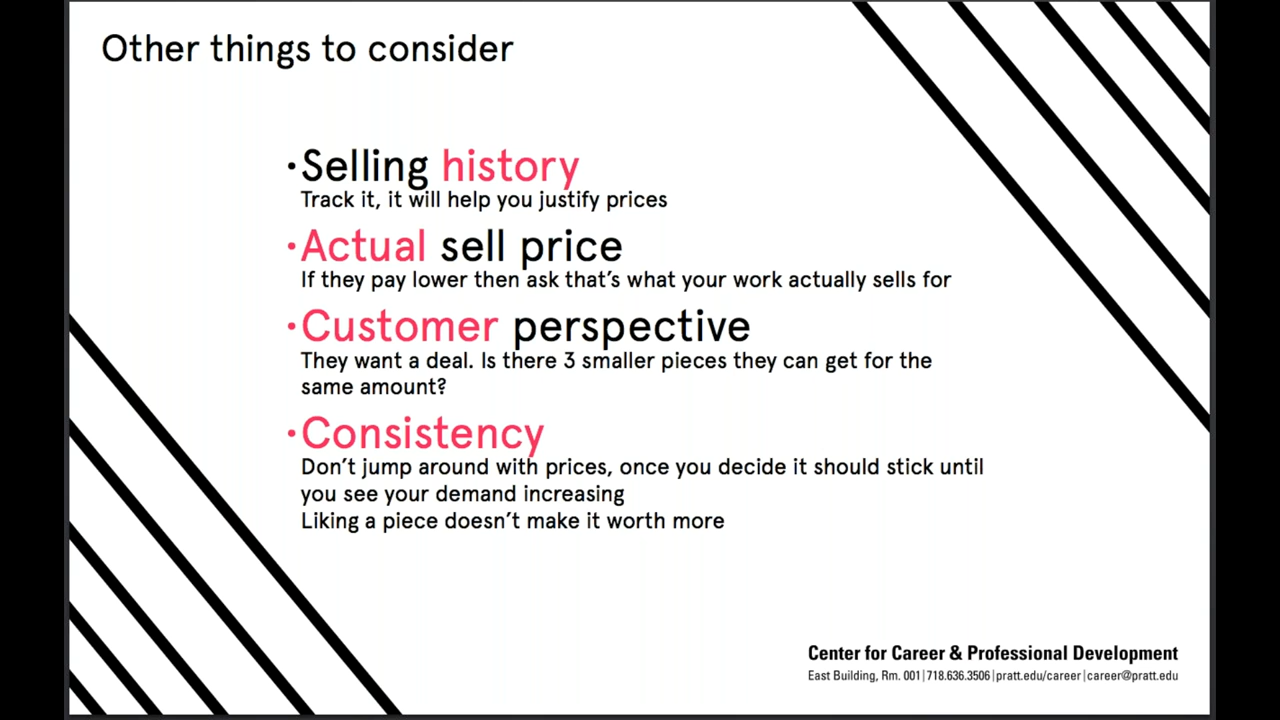 Other things to consider
•Selling history
Track it, it will help you justify prices
•Actual sell price
If they pay lower then ask that's what your work actually sells for
•Customer perspective
They want a deal. Is there 3 smaller pieces they can get for the
same amount?
•Consistency
Don't jump around with prices, once you decide it should stick until
you see your demand increasing
Liking a piece doesn't make it worth more
Center for Career & Professional Development
East Building, Rm. 001|718.636.3506|pratt.edu/career|career@pratt.edu